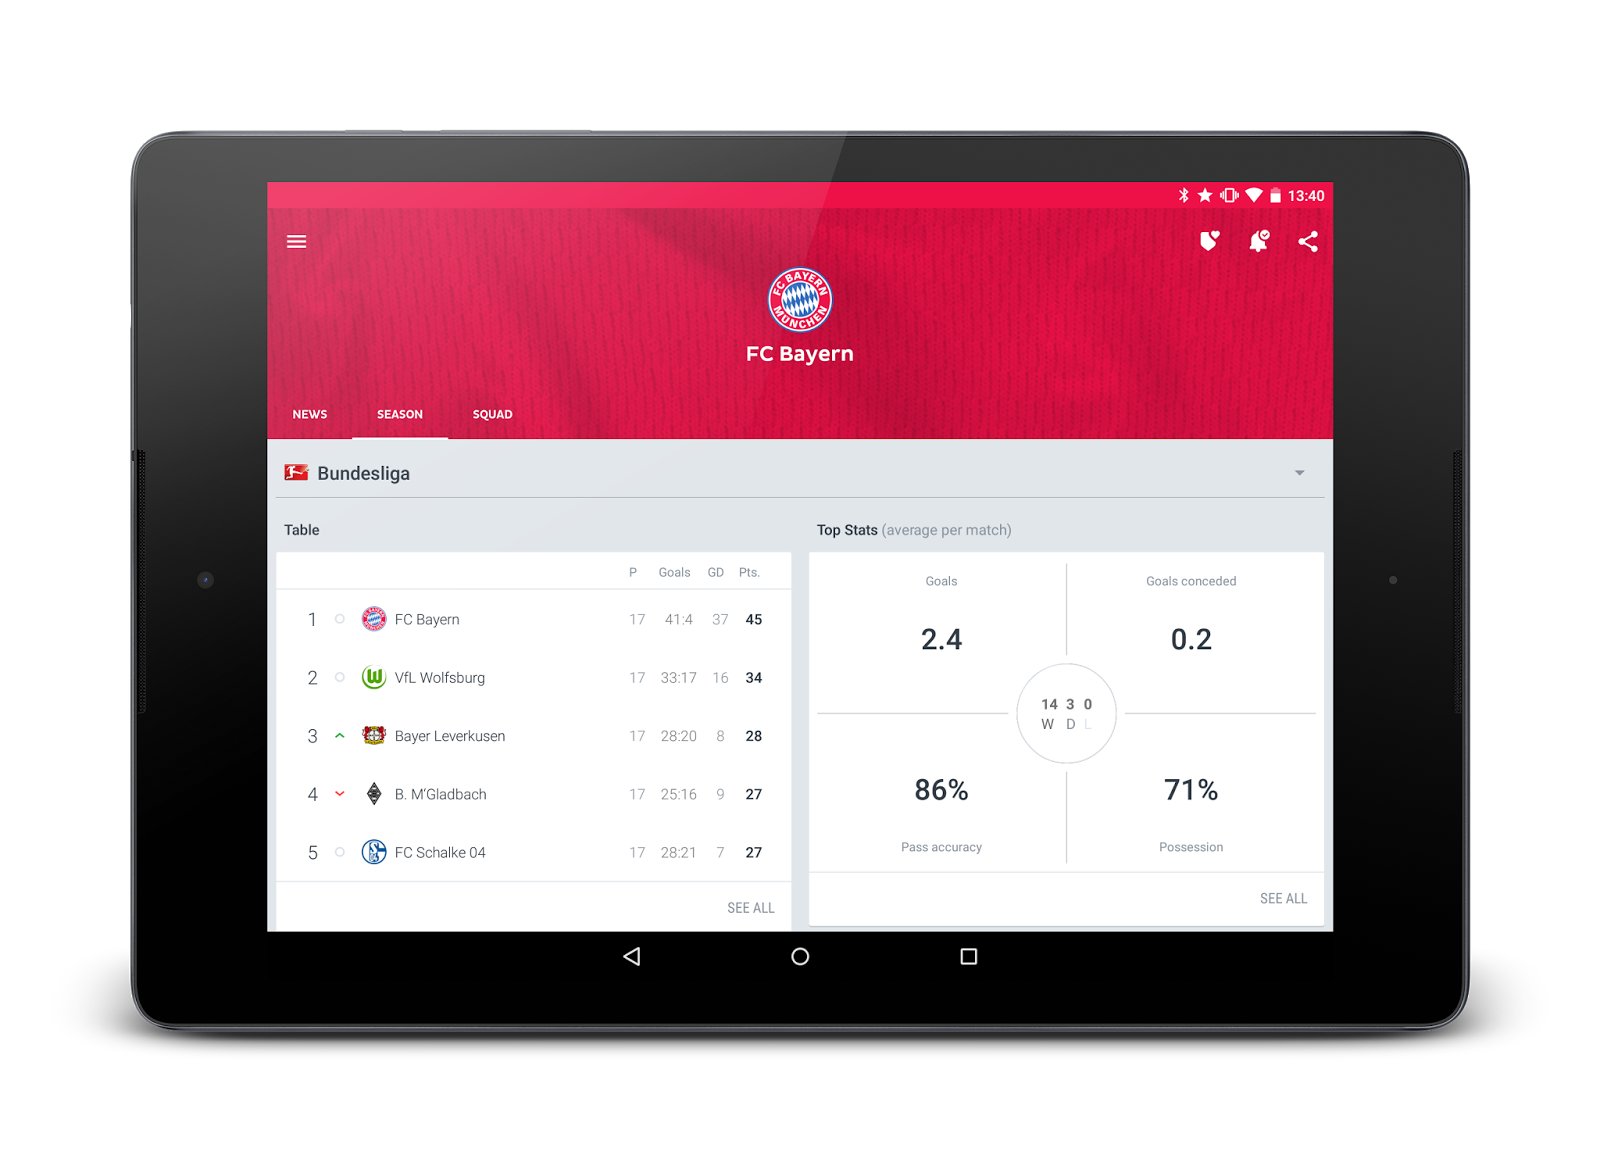 13:40
FC BAYERN
MÜNCHEN
FC Bayern
NEWS SEASON SQUAD
Bundesliga
Table
P Goals GD Pts.
1 FC Bayern 17 41:4 37 45
2 VfL Wolfsburg 17 33:17 16 34
3 Bayer Leverkusen 17 28:20 8 28
4 B. M'Gladbach 17 25:16 9 27
5 FC Schalke 04 17 28:21 7 27
SEE ALL
Top Stats (average per match)
Goals Goals conceded
2.4 0.2
14 3 0
W D L
86% 71%
Pass accuracy Possession
SEE ALL